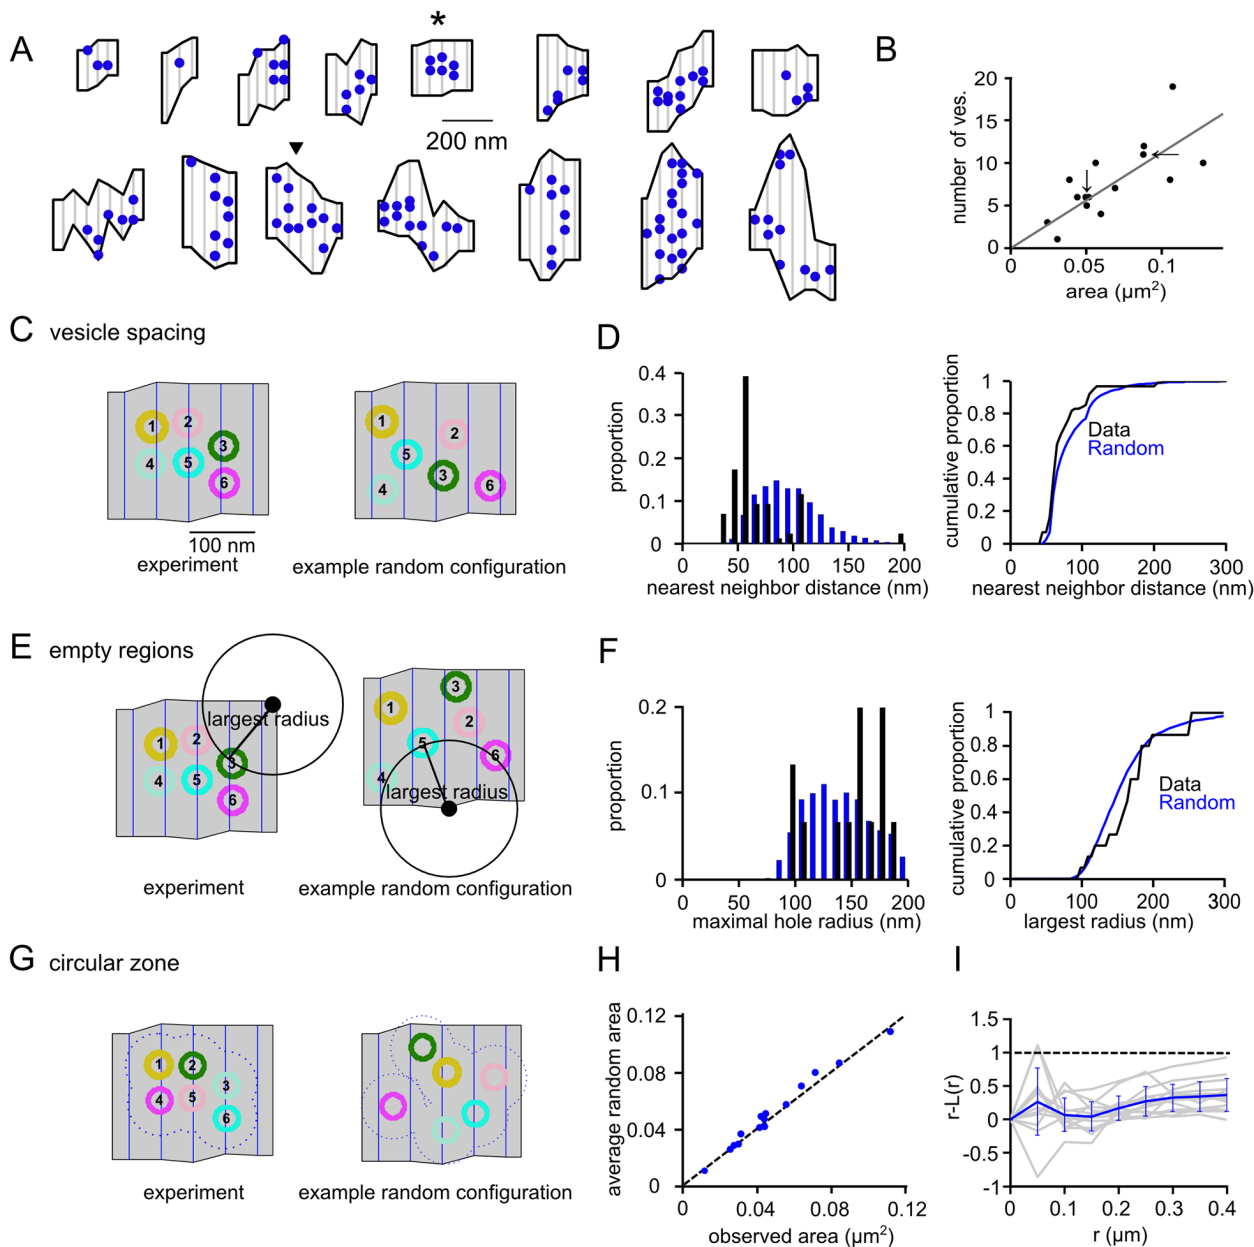 A
*
200 nm
B
number of ves.
20
15
10
5
0
0
0.05
0.1
area (µm²)
C vesicle spacing
1
2
3
4
5
6
100 nm
experiment
1
2
5
3
4
6
example random configuration
D
proportion
0.4
0.3
0.2
0.1
0
0
50
100
150
200
nearest neighbor distance (nm)
cumulative proportion
1
0.8
0.6
0.4
0.2
0
Data
Random
0
100
200
300
nearest neighbor distance (nm)
E empty regions
largest radius
1
2
3
4
5
6
experiment
3
1
2
5
6
4
largest radius
example random configuration
F
proportion
0.2
0.1
0
0
50
100
150
200
maximal hole radius (nm)
cumulative proportion
1
0.8
0.6
0.4
0.2
0
Data
Random
0
100
200
300
largest radius (nm)
G circular zone
1
2
3
4
5
6
experiment
example random configuration
H
average random area
0.12
0.08
0.04
0
0
0.04
0.08
0.12
observed area (µm²)
I
r-L(r)
1.5
1
0.5
0
-0.5
-1
0
0.1
0.2
0.3
0.4
r (µm)